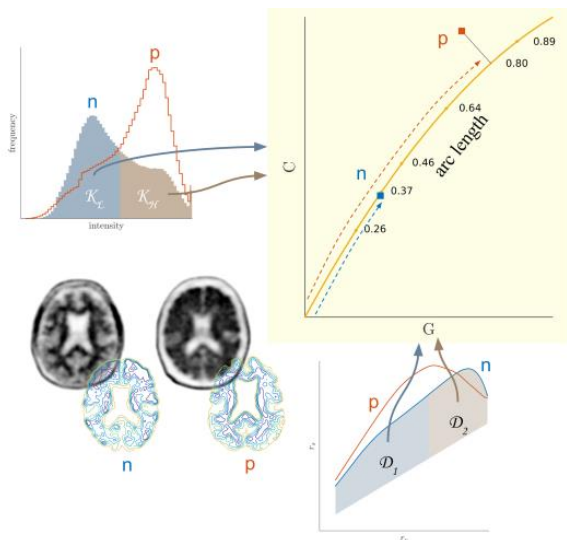 n
p
frequency
K_L
K_H
intensity
C
G
p
n
arc length
0.89
0.80
0.64
0.46
0.37
0.26
n
p
p
n
D_1
D_2